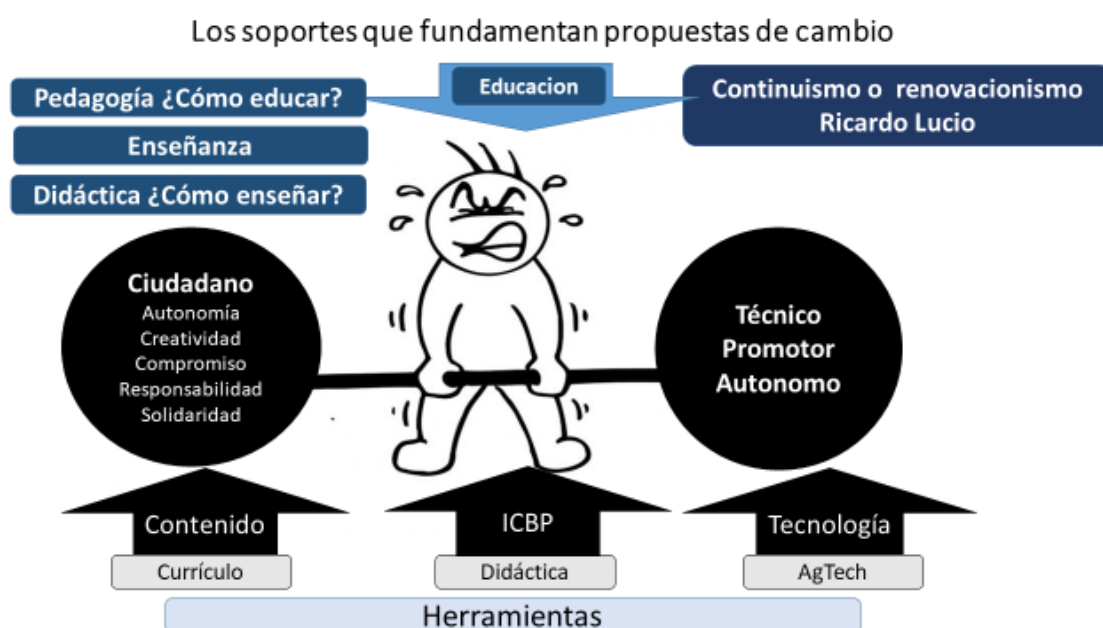 Los soportes que fundamentan propuestas de cambio
Pedagogía ¿Cómo educar?
Enseñanza
Didáctica ¿Cómo enseñar?
Educacion
Continuismo o renovacionismo
Ricardo Lucio
Ciudadano
Autonomía
Creatividad
Compromiso
Responsabilidad
Solidaridad
Técnico
Promotor
Autonomo
Contenido
ICBP
Tecnología
Currículo
Didáctica
AgTech
Herramientas